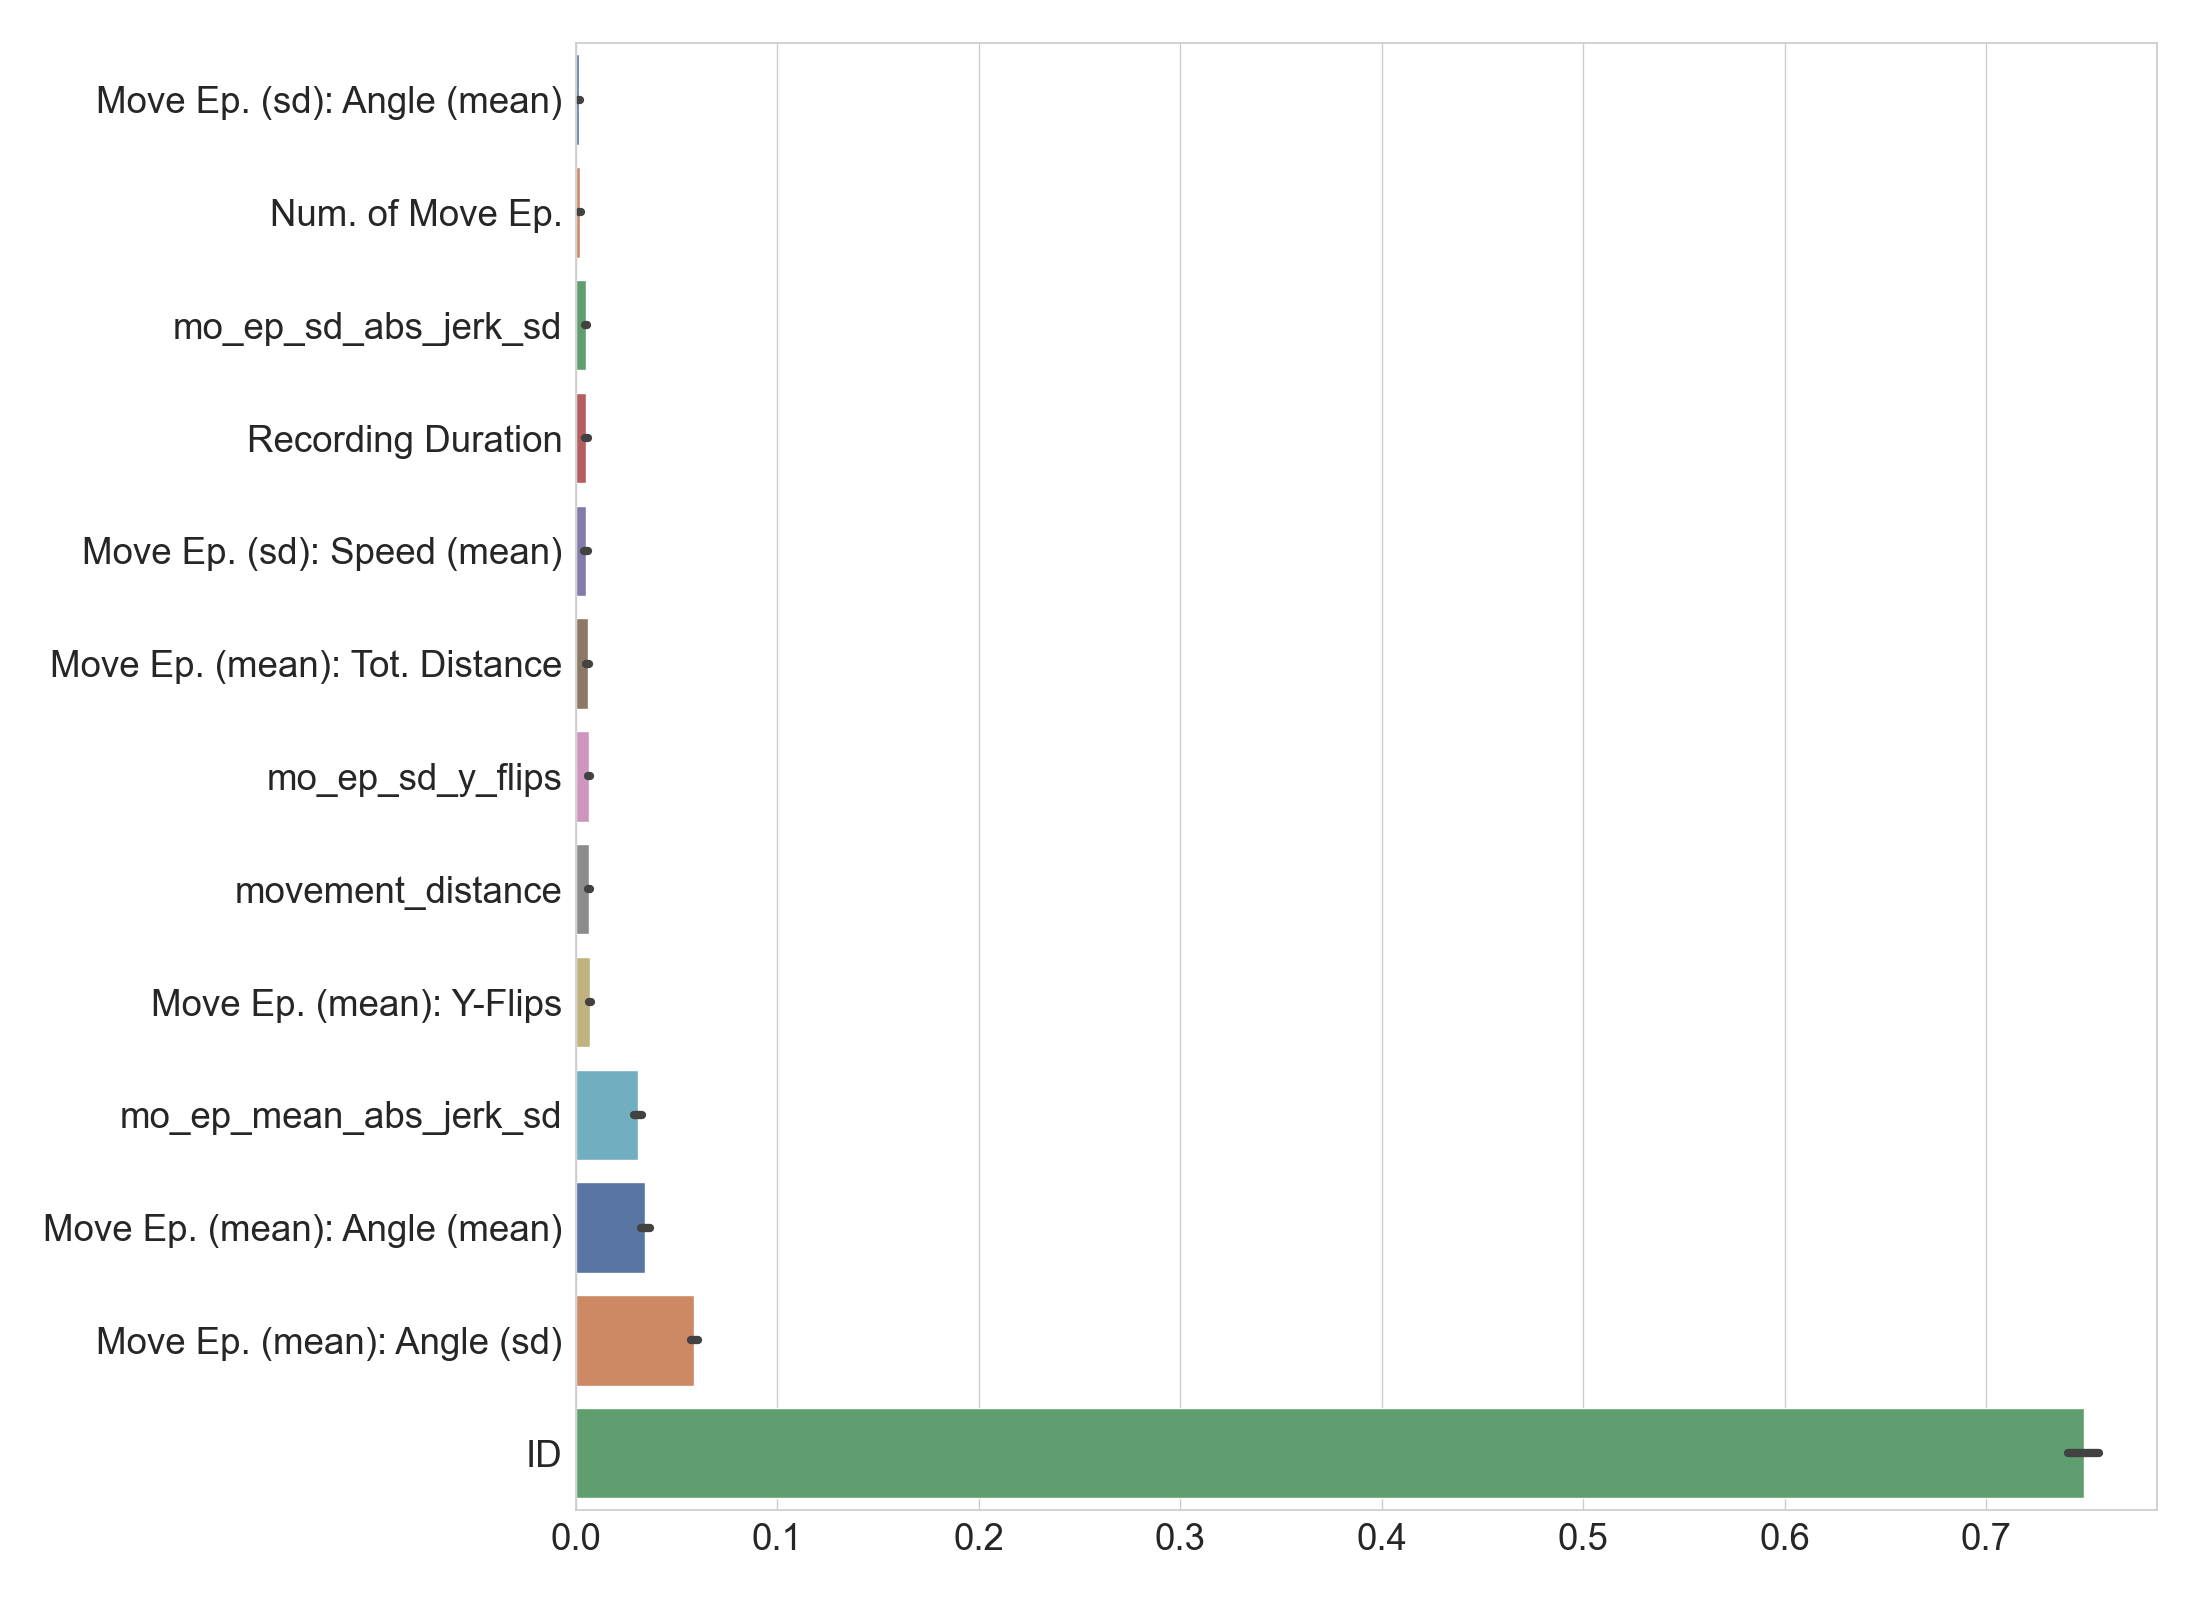 Move Ep. (sd): Angle (mean)
Num. of Move Ep.
mo_ep_sd_abs_jerk_sd
Recording Duration
Move Ep. (sd): Speed (mean)
Move Ep. (mean): Tot. Distance
mo_ep_sd_y_flips
movement_distance
Move Ep. (mean): Y-Flips
mo_ep_mean_abs_jerk_sd
Move Ep. (mean): Angle (mean)
Move Ep. (mean): Angle (sd)
ID
0.0 0.1 0.2 0.3 0.4 0.5 0.6 0.7